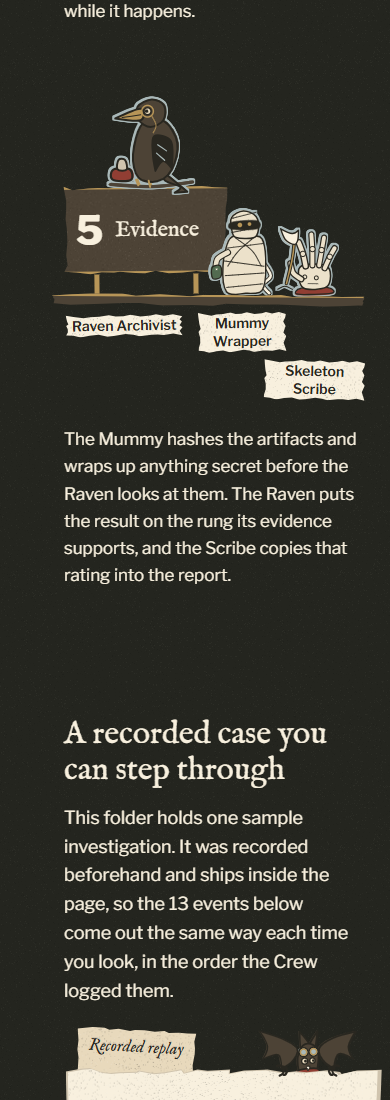 while it happens.
5 Evidence
Raven Archivist
Mummy
Wrapper
Skeleton
Scribe
The Mummy hashes the artifacts and
wraps up anything secret before the
Raven looks at them. The Raven puts
the result on the rung its evidence
supports, and the Scribe copies that
rating into the report.
A recorded case you
can step through
This folder holds one sample
investigation. It was recorded
beforehand and ships inside the
page, so the 13 events below
come out the same way each time
you look, in the order the Crew
logged them.
Recorded replay